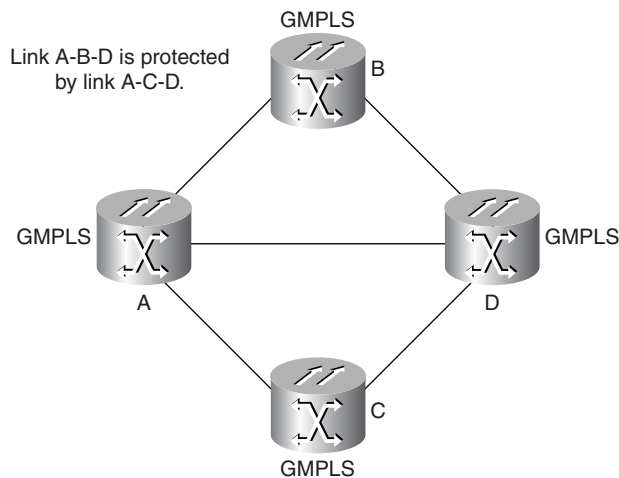 GMPLS
Link A-B-D is protected
by link A-C-D.
B
GMPLS
GMPLS
A
D
C
GMPLS